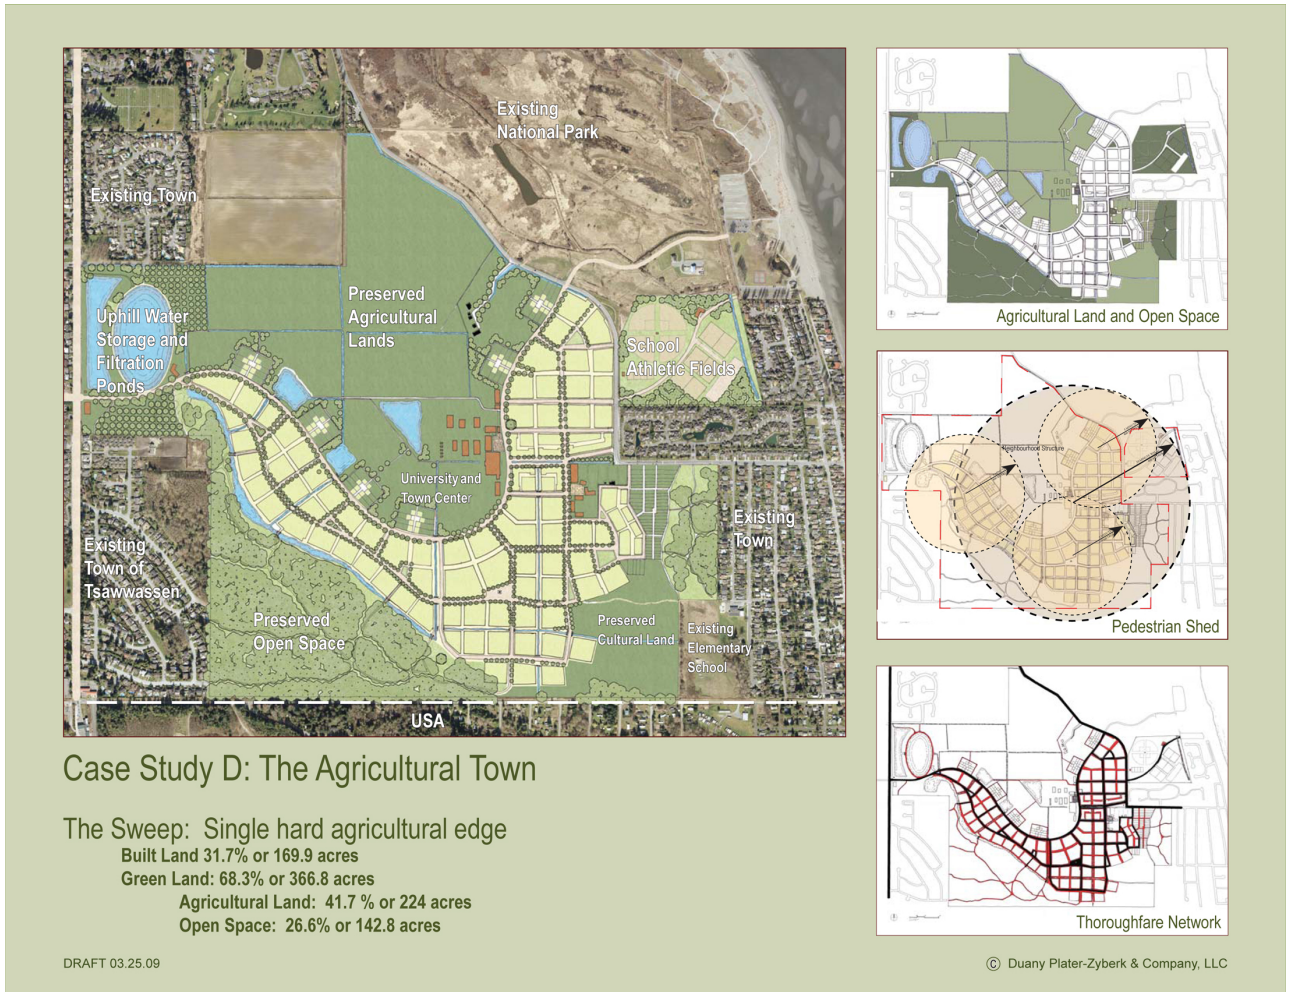 Existing
National Park
Existing Town
Preserved
Agricultural
Lands
Uphill Water
Storage and
Filtration
Ponds
School
Athletic Fields
University and
Town Center
Existing
Town
Existing
Town of
Tsawwassen
Preserved
Open Space
Preserved
Cultural Land
Existing
Elementary
School
USA
Agricultural Land and Open Space
Neighbourhood Structure
Pedestrian Shed
Thoroughfare Network
Case Study D: The Agricultural Town
The Sweep: Single hard agricultural edge
Built Land 31.7% or 169.9 acres
Green Land: 68.3% or 366.8 acres
Agricultural Land: 41.7 % or 224 acres
Open Space: 26.6% or 142.8 acres
DRAFT 03.25.09
© Duany Plater-Zyberk & Company, LLC